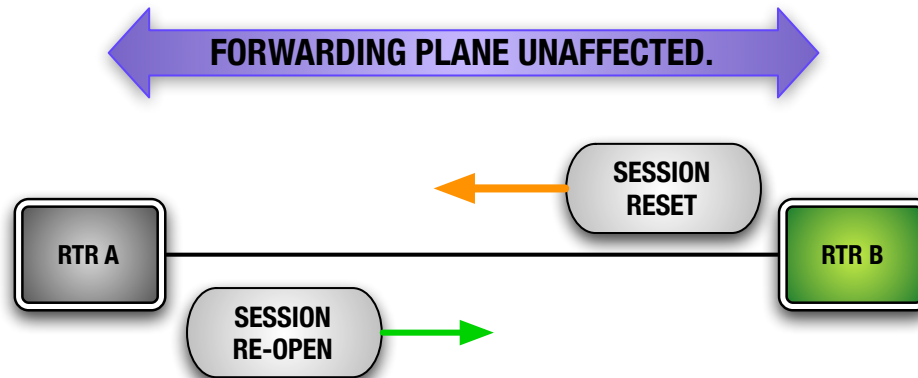 FORWARDING PLANE UNAFFECTED.
SESSION
RESET
RTR A
RTR B
SESSION
RE-OPEN